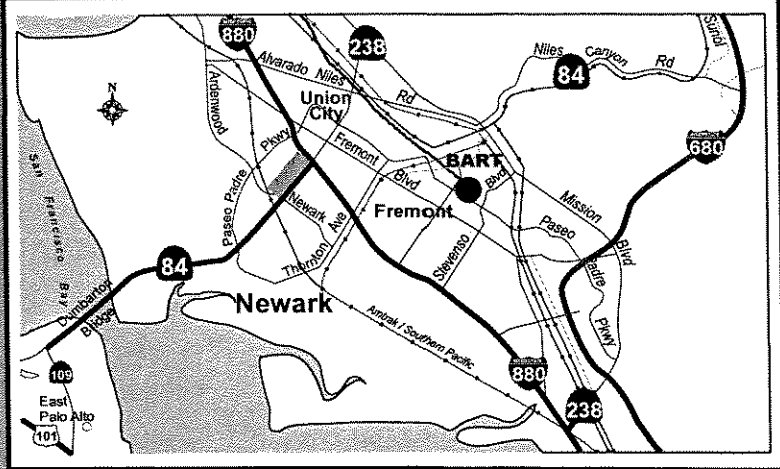 880
238
Sunol
Niles Canyon Rd
84
Alvarado Niles Rd
Union City
Ardenwood
N
680
Pkwy
Fremont Blvd
BART
Blvd
San Francisco Bay
Paseo Padre
Newark
Fremont
Mission Blvd
Paseo Padre Pkwy
Thornton Ave
Stevenso
84
Dumbarton Bridge
Newark
Amtrak / Southern Pacific
109
880
238
East
Palo Alto
101